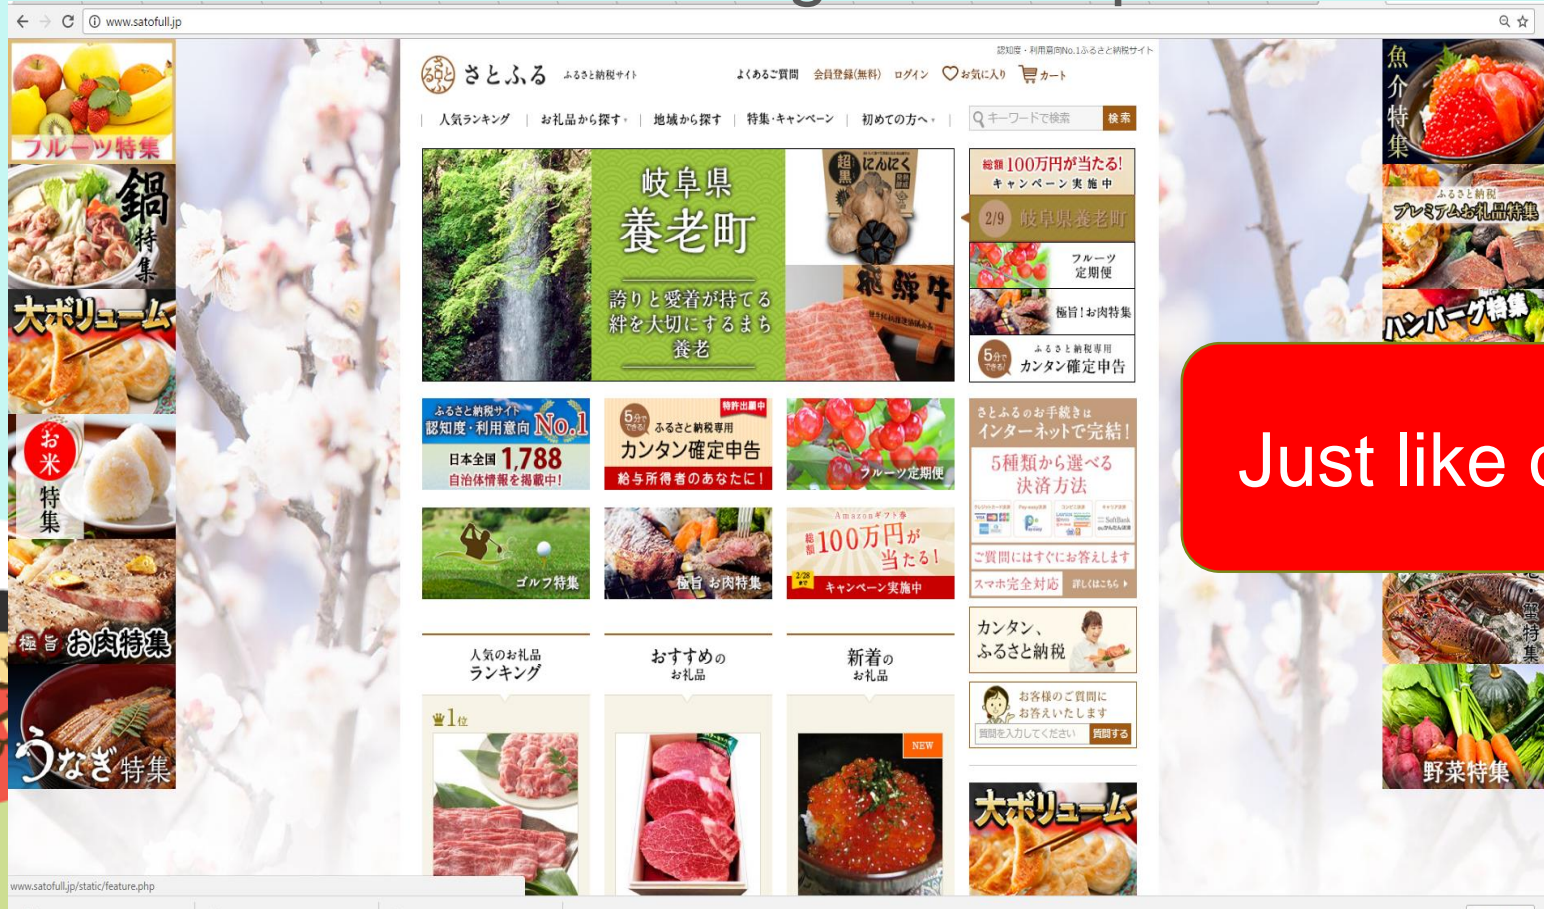 www.satofull.jp
認知度・利用意向No.1ふるさと納税サイト
さとふる
ふるさと納税サイト
よくあるご質問 会員登録(無料) ログイン お気に入り カート
人気ランキング お礼品から探す 地域から探す 特集・キャンペーン 初めての方へ
キーワードで検索 検索
フルーツ特集
鍋特集
大ボリューム
お米特集
極旨お肉特集
うなぎ特集
岐阜県
養老町
誇りと愛着が持てる
絆を大切にするまち
養老
超黒にんにく
飛騨牛
総額100万円が当たる!
キャンペーン実施中
2/9 岐阜県養老町
フルーツ
定期便
極旨!お肉特集
5分で
できる!
ふるさと納税専用
カンタン確定申告
ふるさと納税サイト
認知度・利用意向 No.1
日本全国 1,788
自治体情報を掲載中!
特許出願中
5分で
できる!
ふるさと納税専用
カンタン確定申告
給与所得者のあなたに!
フルーツ定期便
ゴルフ特集
極旨 お肉特集
Amazonギフト券
総額100万円が
当たる!
2/28まで
キャンペーン実施中
さとふるのお手続きは
インターネットで完結!
5種類から選べる
決済方法
ご質問にはすぐにお答えします
スマホ完全対応 詳しくはこちら
カンタン、
ふるさと納税
お客様のご質問に
お答えいたします
質問を入力してください 質問する
大ボリューム
人気のお礼品
ランキング
おすすめの
お礼品
新着の
お礼品
1位
NEW
魚介特集
ふるさと納税
プレミアムお礼品特集
ハンバーグ特集
Just like
・蟹特集
野菜特集
www.satofull.jp/static/feature.php